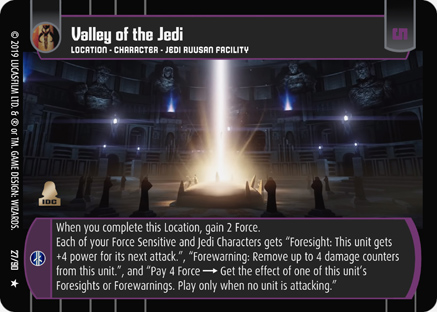 Valley of the Jedi
5
LOCATION - CHARACTER - JEDI RUUSAN FACILITY
© 2019 LUCASFILM LTD. & ® or TM. GAME DESIGN: WIZARDS.
IDC
When you complete this Location, gain 2 Force.
Each of your Force Sensitive and Jedi Characters gets "Foresight: This unit gets
+4 power for its next attack.", "Forewarning: Remove up to 4 damage counters
from this unit.", and "Pay 4 Force → Get the effect of one of this unit's
Foresights or Forewarnings. Play only when no unit is attacking."
27/90 ★